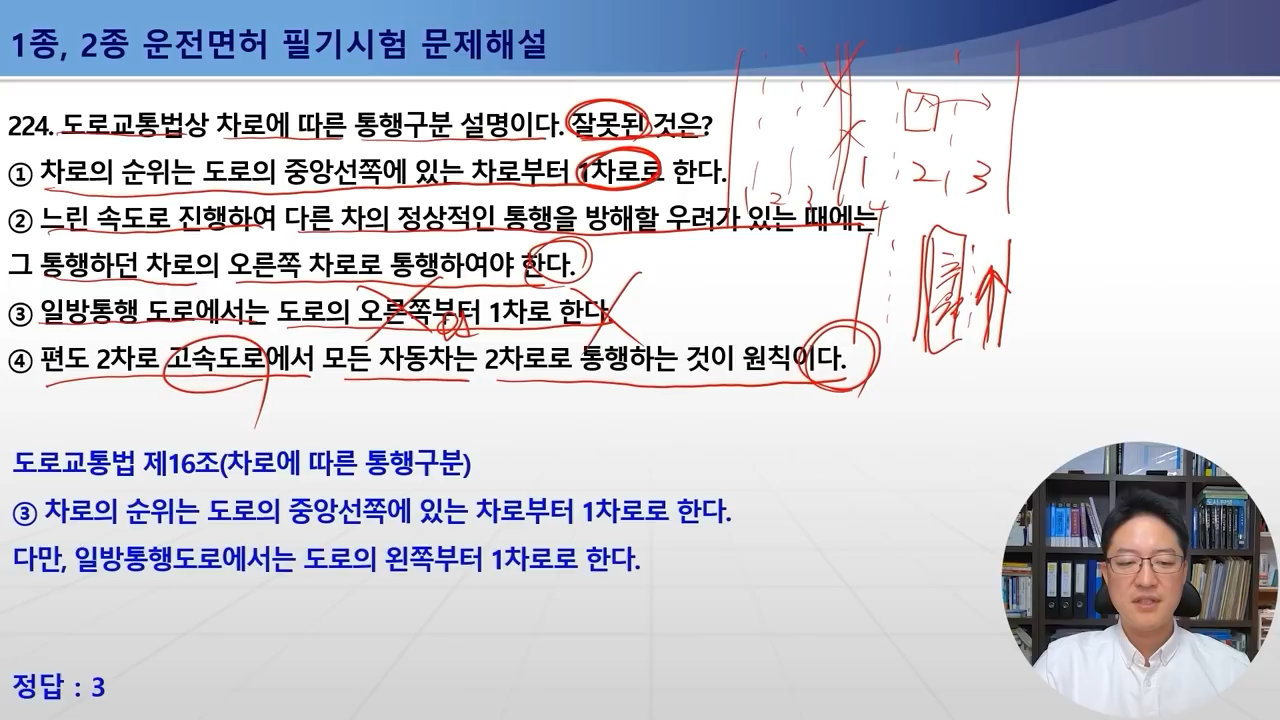 1종, 2종 운전면허 필기시험 문제해설
224. 도로교통법상 차로에 따른 통행구분 설명이다. 잘못된 것은?
① 차로의 순위는 도로의 중앙선쪽에 있는 차로부터 1차로로 한다.
② 느린 속도로 진행하여 다른 차의 정상적인 통행을 방해할 우려가 있는 때에는
그 통행하던 차로의 오른쪽 차로로 통행하여야 한다.
③ 일방통행 도로에서는 도로의 오른쪽부터 1차로 한다.
④ 편도 2차로 고속도로에서 모든 자동차는 2차로로 통행하는 것이 원칙이다.
1 2 3
1 2 3 4
도로교통법 제16조(차로에 따른 통행구분)
③ 차로의 순위는 도로의 중앙선쪽에 있는 차로부터 1차로로 한다.
다만, 일방통행도로에서는 도로의 왼쪽부터 1차로로 한다.
정답 : 3